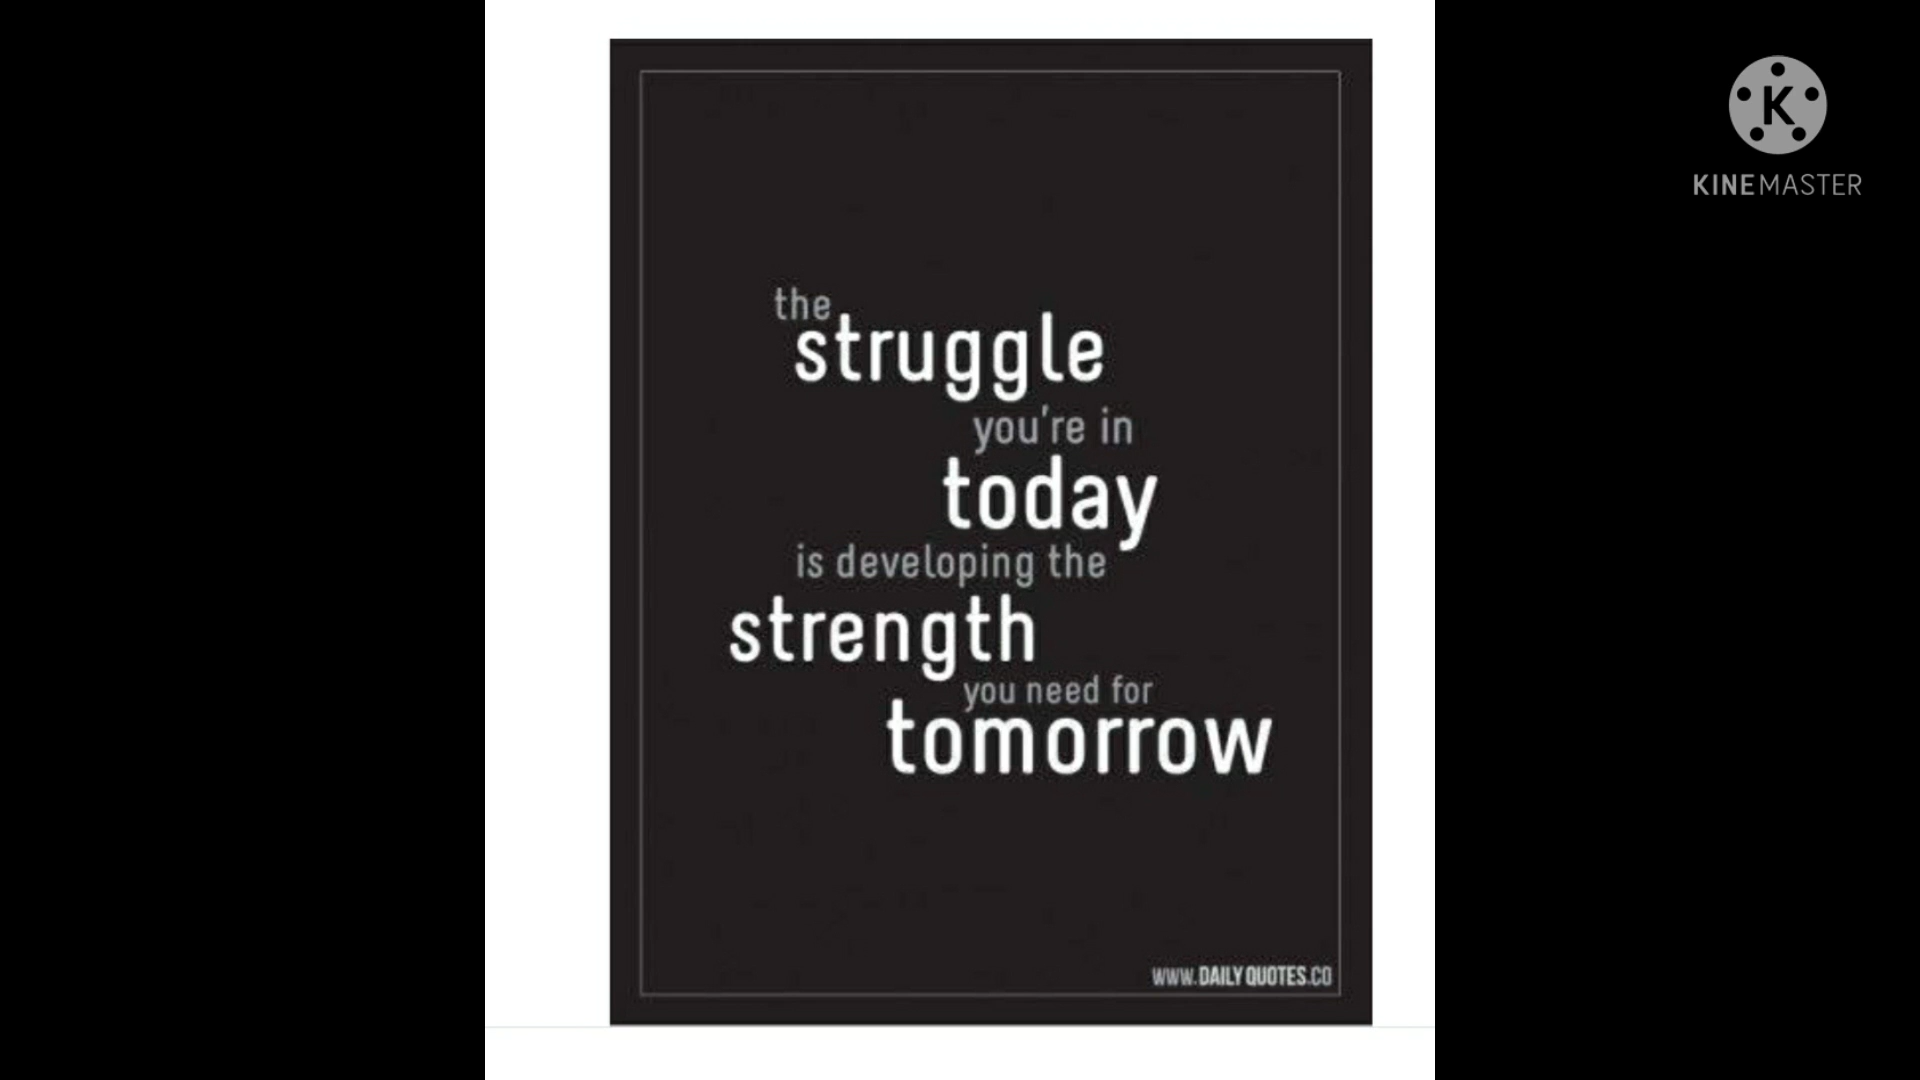 the
struggle
you're in
today
is developing the
strength
you need for
tomorrow
WWW.DAILY QUOTES.CO
K
KINEMASTER